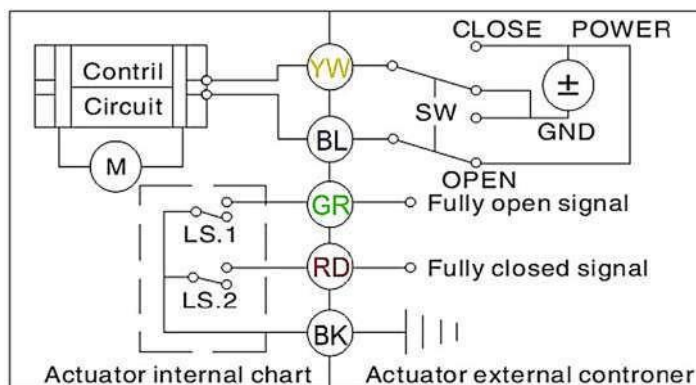 CLOSE POWER
YW
Contril
Circuit
±
SW
GND
BL
M
OPEN
GR
Fully open signal
LS.1
RD
Fully closed signal
LS.2
BK
Actuator internal chart
Actuator external controner